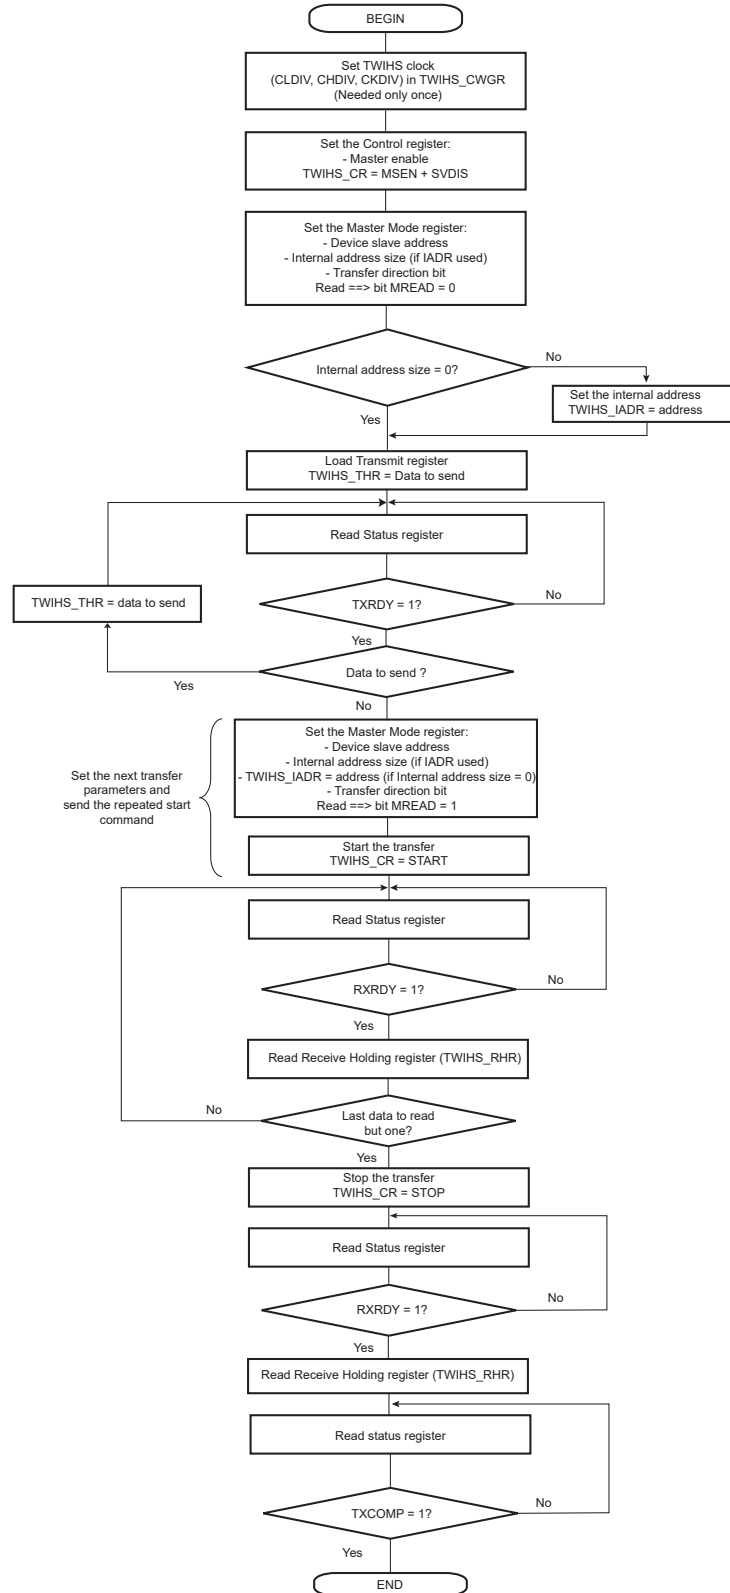 BEGIN
Set TWIHS clock
(CLDIV, CHDIV, CKDIV) in TWIHS_CWGR
(Needed only once)
Set the Control register:
- Master enable
TWIHS_CR = MSEN + SVDIS
Set the Master Mode register:
- Device slave address
- Internal address size (if IADR used)
- Transfer direction bit
Read ==> bit MREAD = 0
Internal address size = 0?
No
Set the internal address
TWIHS_IADR = address
Yes
Load Transmit register
TWIHS_THR = Data to send
Read Status register
TWIHS_THR = data to send
TXRDY = 1?
No
Yes
Data to send ?
Yes
No
Set the next transfer
parameters and
send the repeated start
command
Set the Master Mode register:
- Device slave address
- Internal address size (if IADR used)
- TWIHS_IADR = address (if Internal address size = 0)
- Transfer direction bit
Read ==> bit MREAD = 1
Start the transfer
TWIHS_CR = START
Read Status register
RXRDY = 1?
No
Yes
Read Receive Holding register (TWIHS_RHR)
No
Last data to read
but one?
Yes
Stop the transfer
TWIHS_CR = STOP
Read Status register
RXRDY = 1?
No
Yes
Read Receive Holding register (TWIHS_RHR)
Read status register
TXCOMP = 1?
No
Yes
END